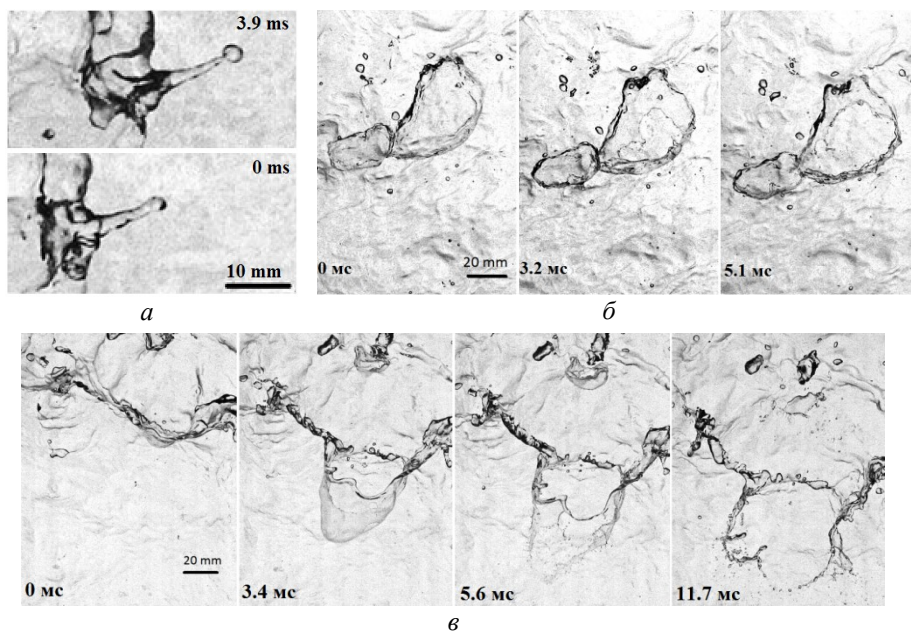 3.9 ms
0 ms
10 mm
0 мс
20 mm
3.2 мс
5.1 мс
а
б
20 mm
0 мс
3.4 мс
5.6 мс
11.7 мс
в